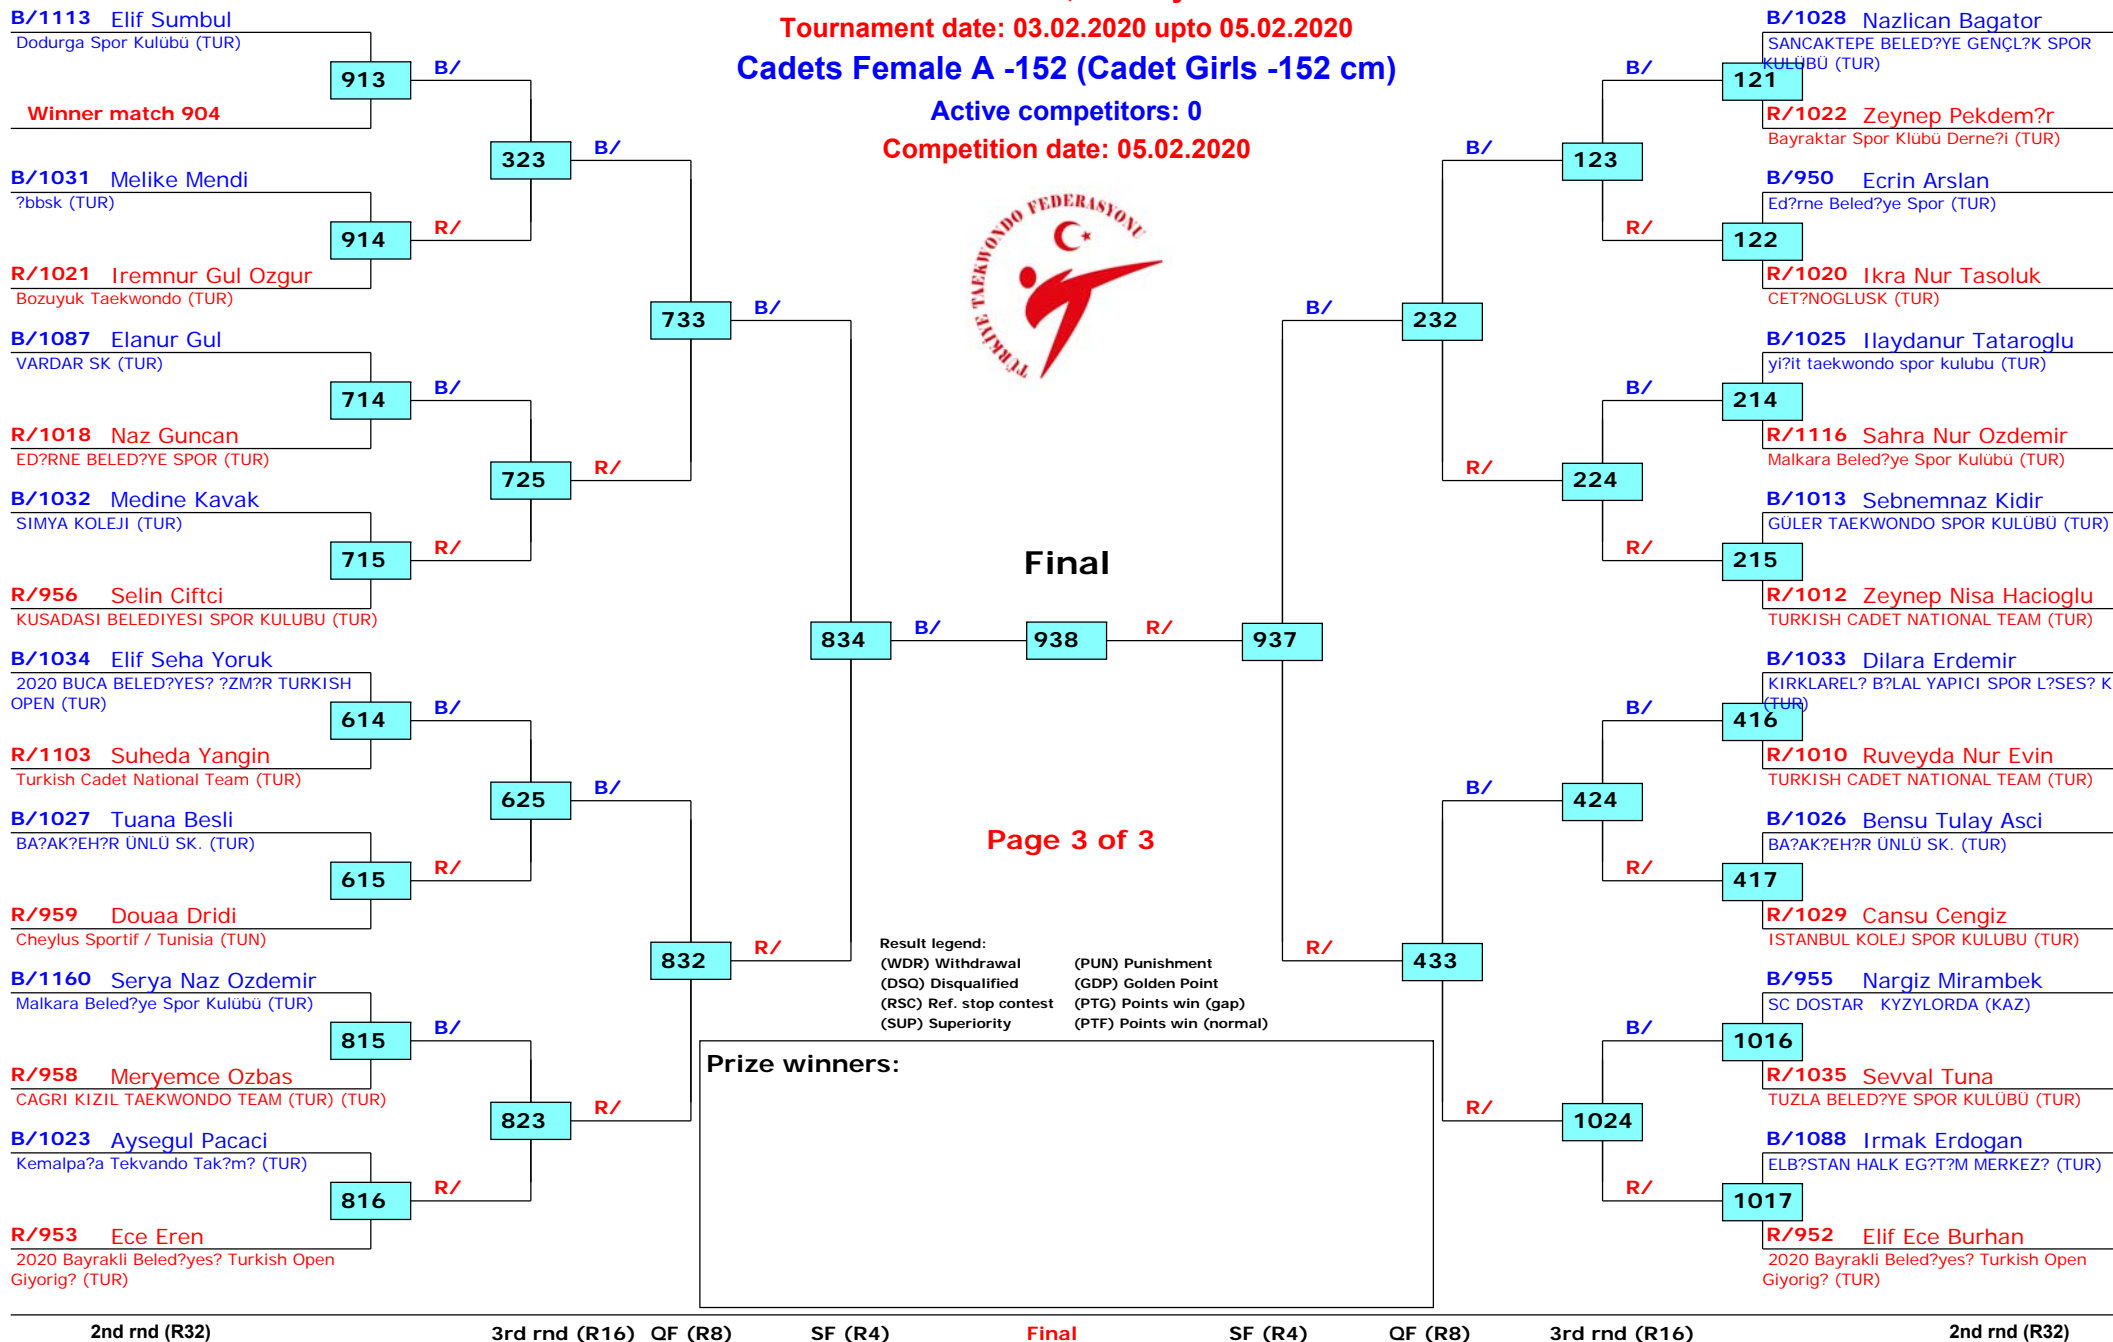 Tournament date: 03.02.2020 upto 05.02.2020
Cadets Female A -152 (Cadet Girls -152 cm)
Active competitors: 0
Competition date: 05.02.2020
TÜRKİYE TAEKWONDO FEDERASYONU
B/1113 Elif Sumbul
Dodurga Spor Kulübü (TUR)
913
B/
Winner match 904
323
B/
B/1031 Melike Mendi
?bbsk (TUR)
914
R/
R/1021 Iremnur Gul Ozgur
Bozuyuk Taekwondo (TUR)
733
B/
B/1087 Elanur Gul
VARDAR SK (TUR)
714
B/
R/1018 Naz Guncan
ED?RNE BELED?YE SPOR (TUR)
725
R/
B/1032 Medine Kavak
SIMYA KOLEJI (TUR)
715
R/
R/956 Selin Ciftci
KUSADASI BELEDIYESI SPOR KULUBU (TUR)
834
B/
B/1034 Elif Seha Yoruk
2020 BUCA BELED?YES? ?ZM?R TURKISH
OPEN (TUR)
614
B/
R/1103 Suheda Yangin
Turkish Cadet National Team (TUR)
625
B/
B/1027 Tuana Besli
BA?AK?EH?R ÜNLÜ SK. (TUR)
615
R/
R/959 Douaa Dridi
Cheylus Sportif / Tunisia (TUN)
832
R/
B/1160 Serya Naz Ozdemir
Malkara Beled?ye Spor Kulübü (TUR)
815
B/
R/958 Meryemce Ozbas
CAGRI KIZIL TAEKWONDO TEAM (TUR) (TUR)
823
R/
B/1023 Aysegul Pacaci
Kemalpa?a Tekvando Tak?m? (TUR)
816
R/
R/953 Ece Eren
2020 Bayrakli Beled?yes? Turkish Open
Giyorig? (TUR)
Final
938
R/
937
Page 3 of 3
Result legend:
(WDR) Withdrawal (PUN) Punishment
(DSQ) Disqualified (GDP) Golden Point
(RSC) Ref. stop contest (PTG) Points win (gap)
(SUP) Superiority (PTF) Points win (normal)
Prize winners:
B/1028 Nazlican Bagator
SANCAKTEPE BELED?YE GENÇL?K SPOR
KULÜBÜ (TUR)
B/
121
R/1022 Zeynep Pekdem?r
Bayraktar Spor Klübü Derne?i (TUR)
B/
123
B/950 Ecrin Arslan
Ed?rne Beled?ye Spor (TUR)
R/
122
R/1020 Ikra Nur Tasoluk
CET?NOGLUSK (TUR)
B/
232
B/1025 Ilaydanur Tataroglu
yi?it taekwondo spor kulubu (TUR)
B/
214
R/1116 Sahra Nur Ozdemir
Malkara Beled?ye Spor Kulübü (TUR)
R/
224
B/1013 Sebnemnaz Kidir
GÜLER TAEKWONDO SPOR KULÜBÜ (TUR)
R/
215
R/1012 Zeynep Nisa Hacioglu
TURKISH CADET NATIONAL TEAM (TUR)
B/1033 Dilara Erdemir
KIRKLAREL? B?LAL YAPICI SPOR L?SES? K
(TUR)
B/
416
R/1010 Ruveyda Nur Evin
TURKISH CADET NATIONAL TEAM (TUR)
B/
424
B/1026 Bensu Tulay Asci
BA?AK?EH?R ÜNLÜ SK. (TUR)
R/
417
R/1029 Cansu Cengiz
ISTANBUL KOLEJ SPOR KULUBU (TUR)
R/
433
B/955 Nargiz Mirambek
SC DOSTAR KYZYLORDA (KAZ)
B/
1016
R/1035 Sevval Tuna
TUZLA BELED?YE SPOR KULÜBÜ (TUR)
R/
1024
B/1088 Irmak Erdogan
ELB?STAN HALK EG?T?M MERKEZ? (TUR)
R/
1017
R/952 Elif Ece Burhan
2020 Bayrakli Beled?yes? Turkish Open
Giyorig? (TUR)
2nd rnd (R32) 3rd rnd (R16) QF (R8) SF (R4) Final SF (R4) QF (R8) 3rd rnd (R16) 2nd rnd (R32)